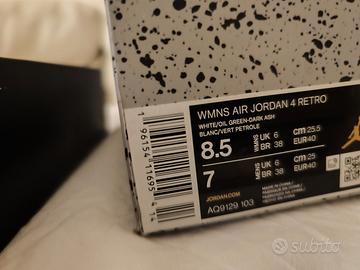 WMNS AIR JORDAN 4 RETRO
WHITE/OIL GREEN-DARK ASH
BLANC/VERT PETROLE
8.5 WMNS UK 6 CM 25.5
BR 38 EUR 40
7 MENS UK 6 CM 25
BR 38 EUR 40
JORDAN.COM
AQ9129 103
MADE IN CHINA
subito